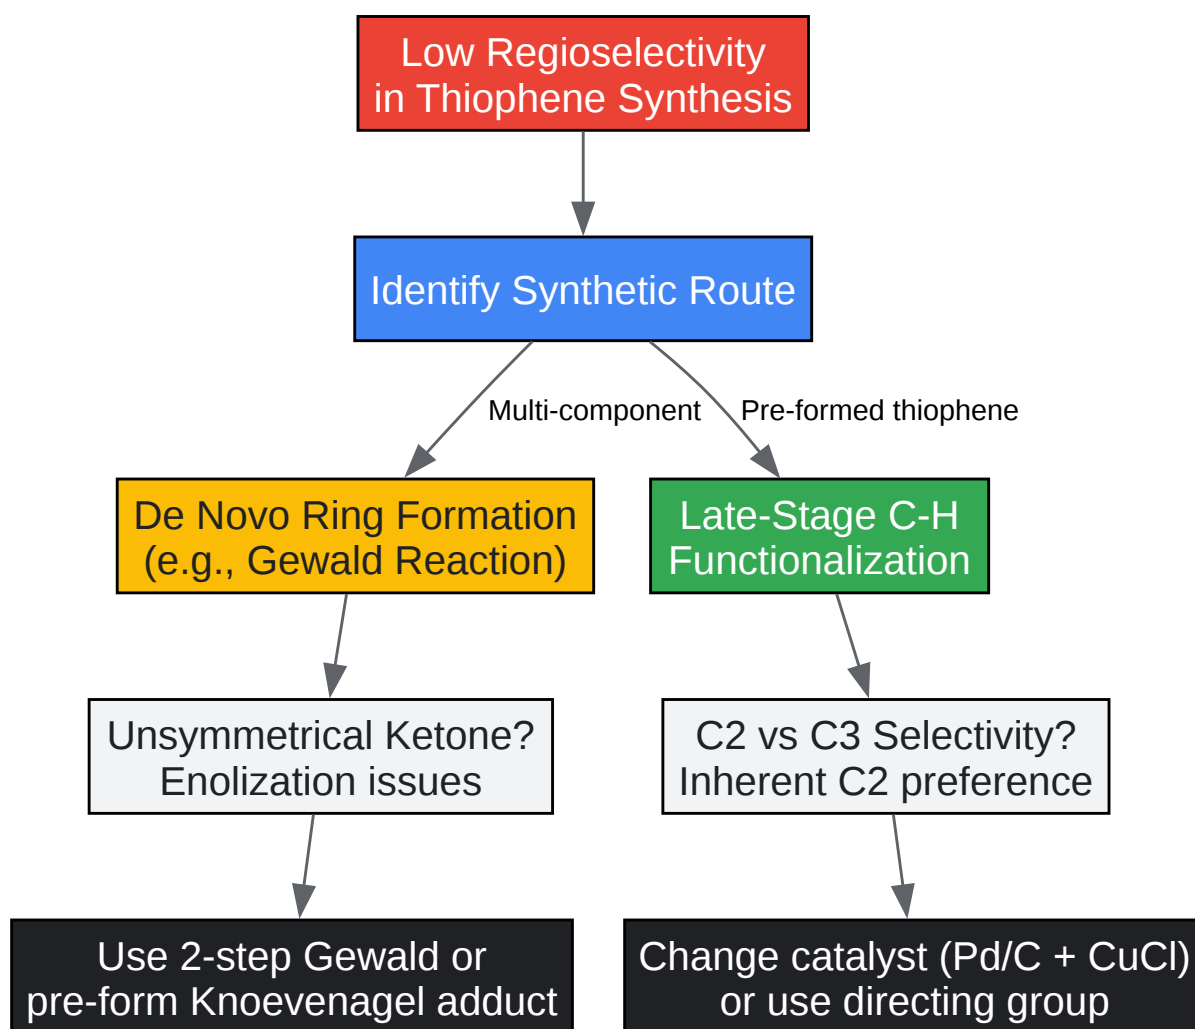 Low Regioselectivity
in Thiophene Synthesis
Identify Synthetic Route
Multi-component
Pre-formed thiophene
De Novo Ring Formation
(e.g., Gewald Reaction)
Late-Stage C-H
Functionalization
Unsymmetrical Ketone?
Enolization issues
C2 vs C3 Selectivity?
Inherent C2 preference
Use 2-step Gewald or
pre-form Knoevenagel adduct
Change catalyst (Pd/C + CuCl)
or use directing group